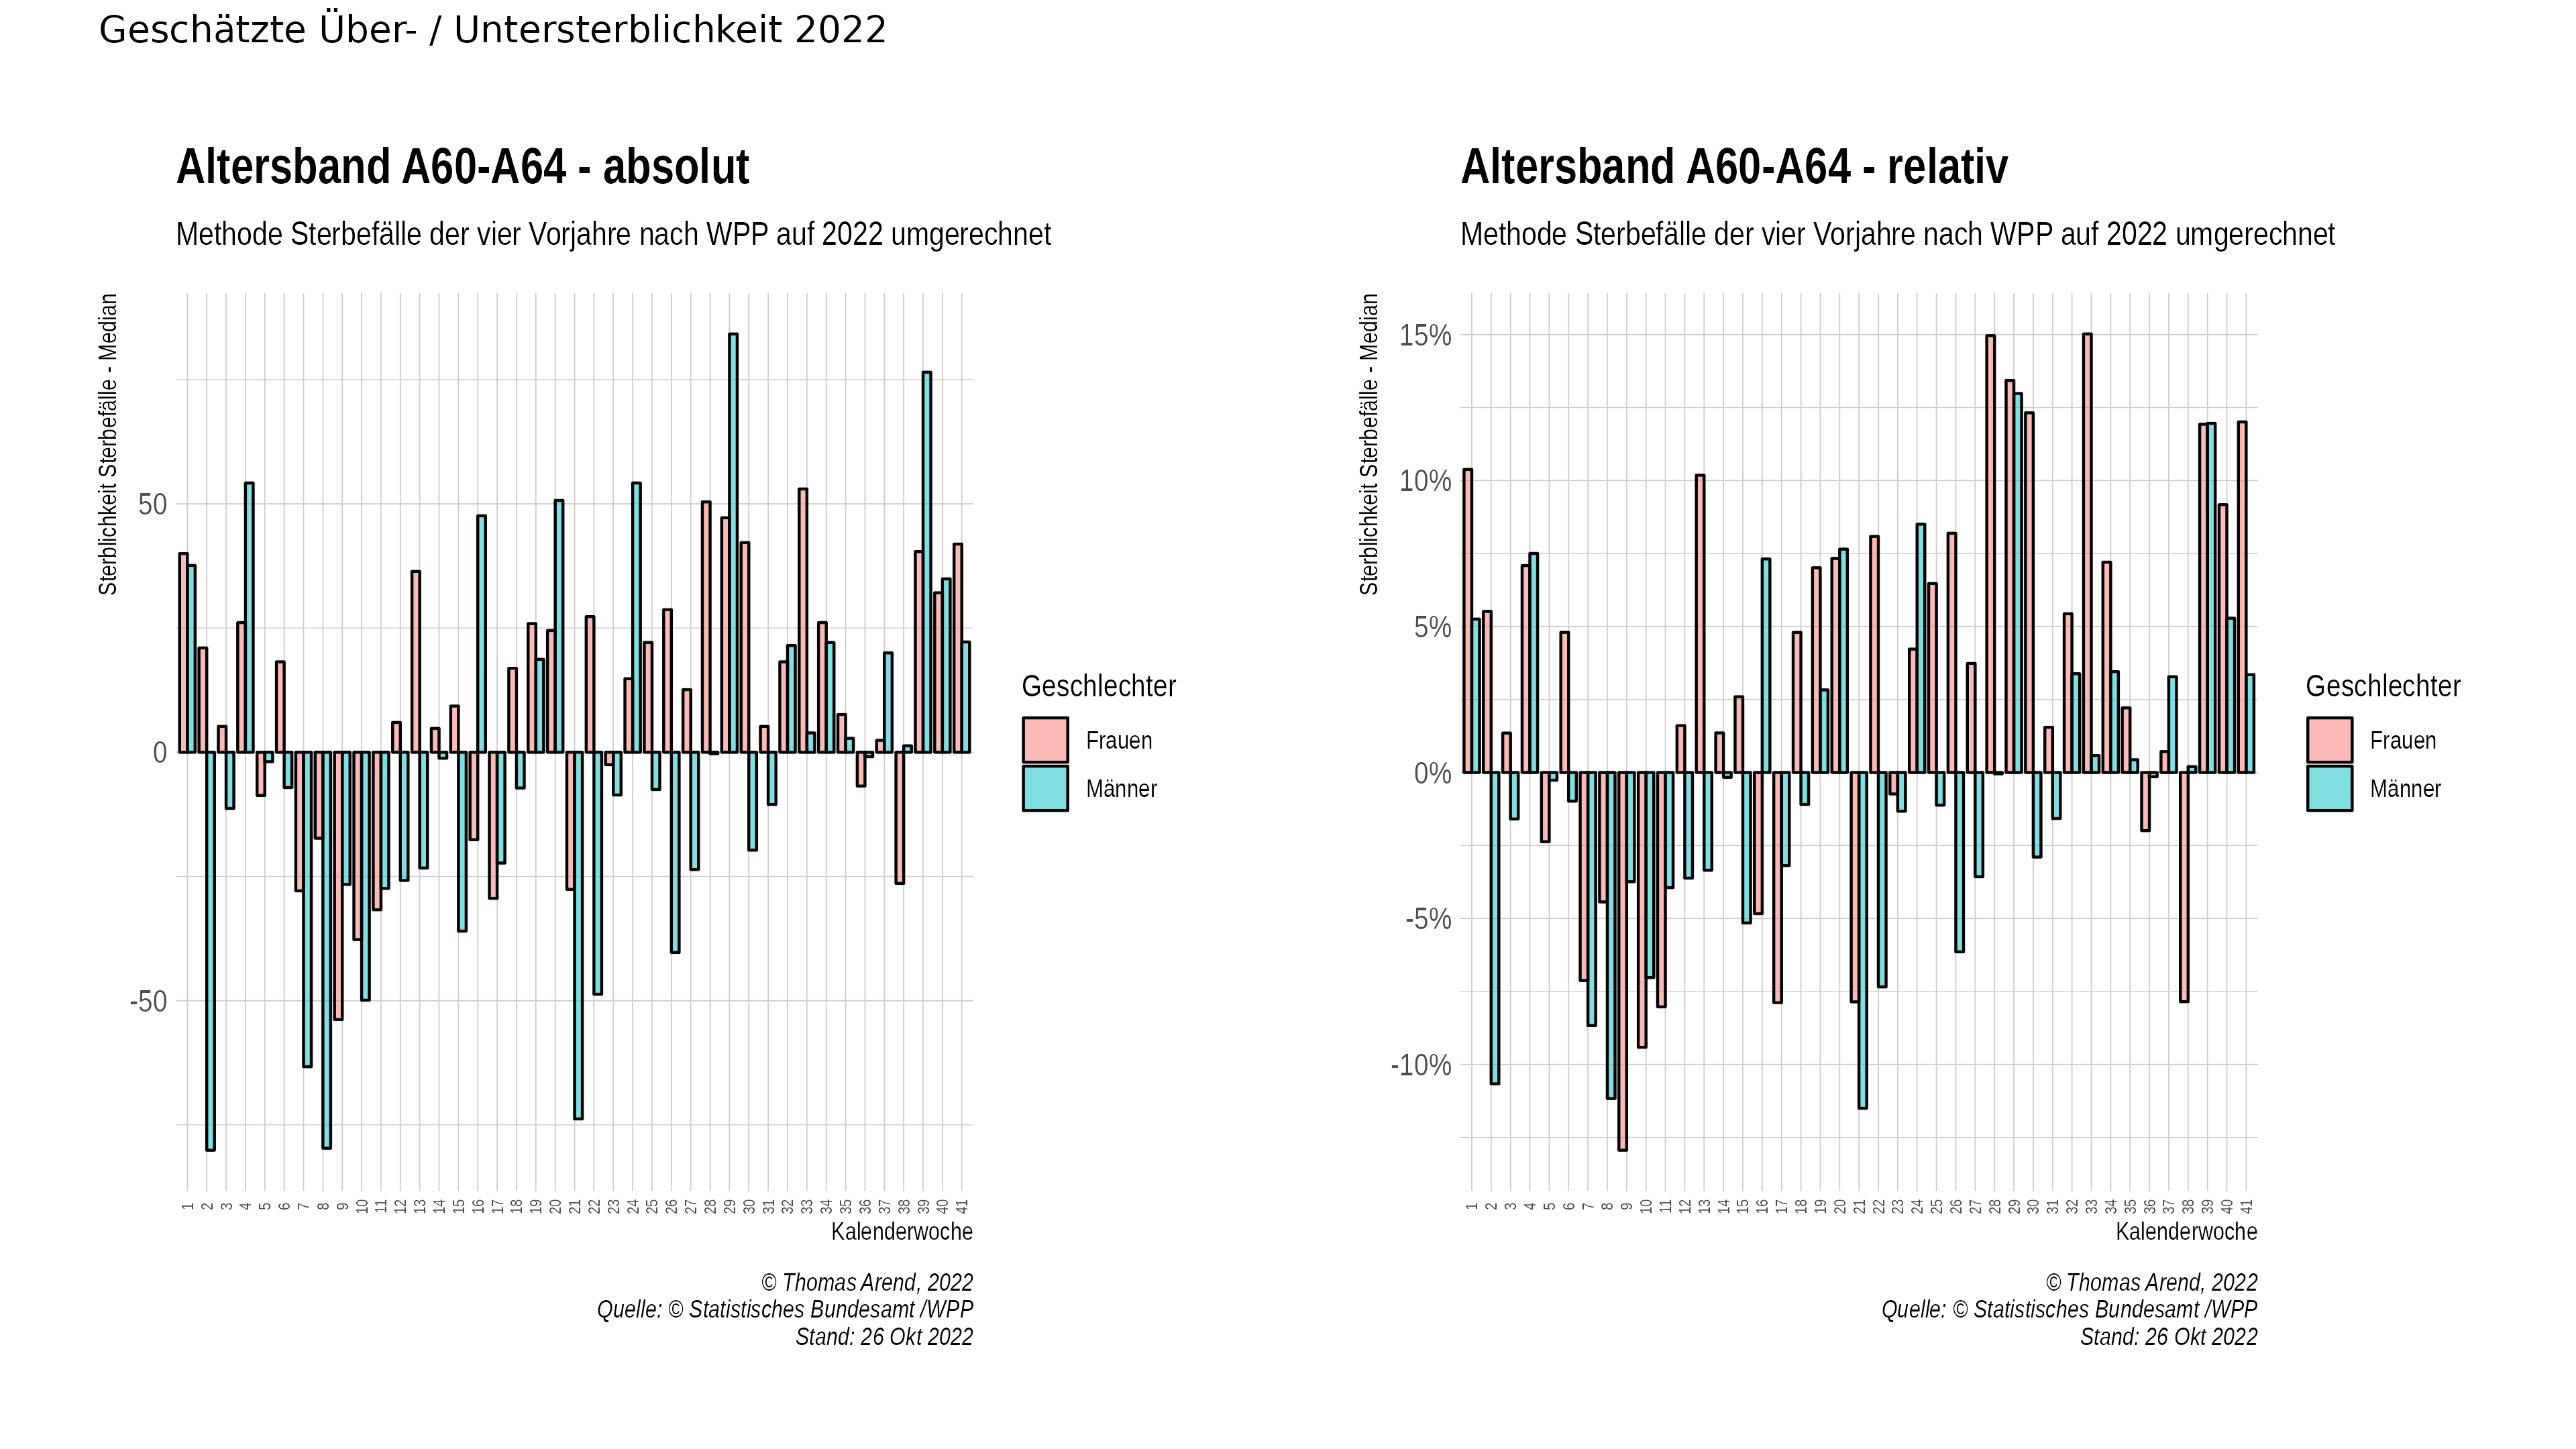 Geschätzte Über- / Untersterblichkeit 2022
Altersband A60-A64 - absolut
Methode Sterbefälle der vier Vorjahre nach WPP auf 2022 umgerechnet
Sterblichkeit Sterbefälle - Median
50
0
-50
1 2 3 4 5 6 7 8 9 10 11 12 13 14 15 16 17 18 19 20 21 22 23 24 25 26 27 28 29 30 31 32 33 34 35 36 37 38 39 40 41
Kalenderwoche
Geschlechter
Frauen
Männer
© Thomas Arend, 2022
Quelle: © Statistisches Bundesamt /WPP
Stand: 26 Okt 2022
Altersband A60-A64 - relativ
Methode Sterbefälle der vier Vorjahre nach WPP auf 2022 umgerechnet
Sterblichkeit Sterbefälle - Median
15%
10%
5%
0%
-5%
-10%
1 2 3 4 5 6 7 8 9 10 11 12 13 14 15 16 17 18 19 20 21 22 23 24 25 26 27 28 29 30 31 32 33 34 35 36 37 38 39 40 41
Kalenderwoche
Geschlechter
Frauen
Männer
© Thomas Arend, 2022
Quelle: © Statistisches Bundesamt /WPP
Stand: 26 Okt 2022